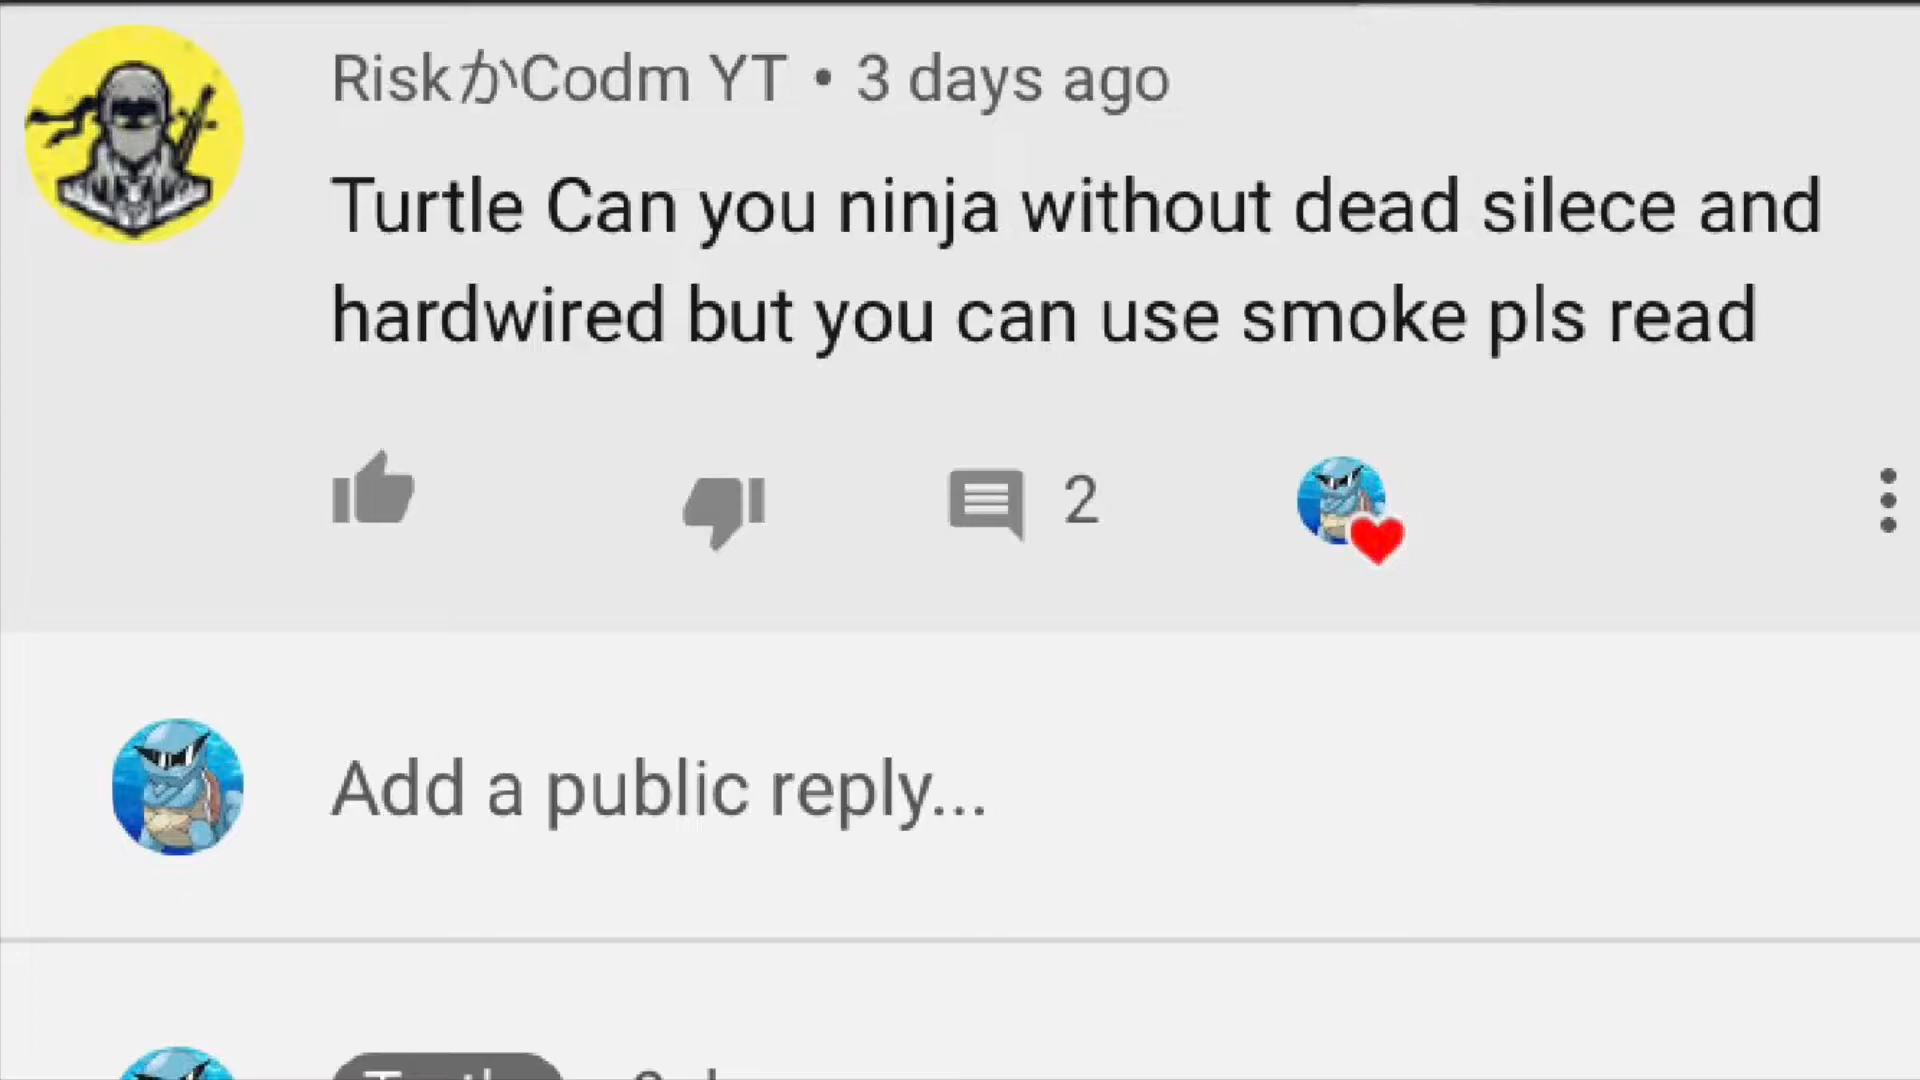 RiskかCodm YT • 3 days ago
Turtle Can you ninja without dead silece and
hardwired but you can use smoke pls read
2
Add a public reply...